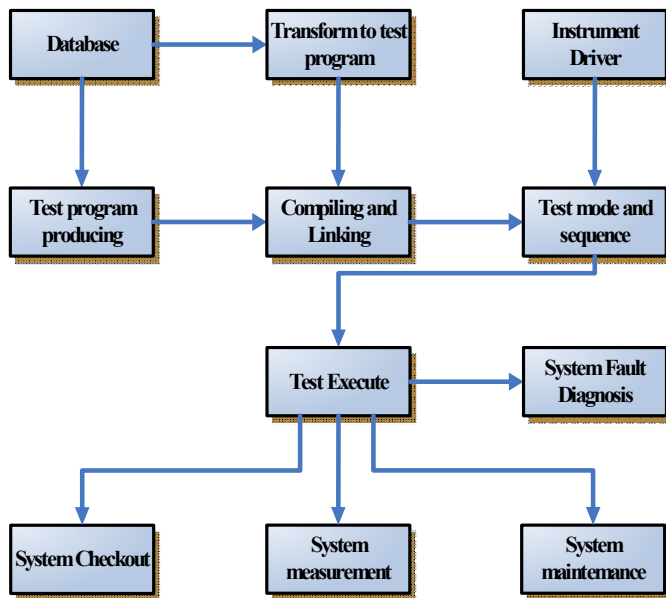 Database
Transform to test
program
Instrument
Driver
Test program
producing
Compiling and
Linking
Test mode and
sequence
Test Execute
System Fault
Diagnosis
System Checkout
System
measurement
System
maintemance